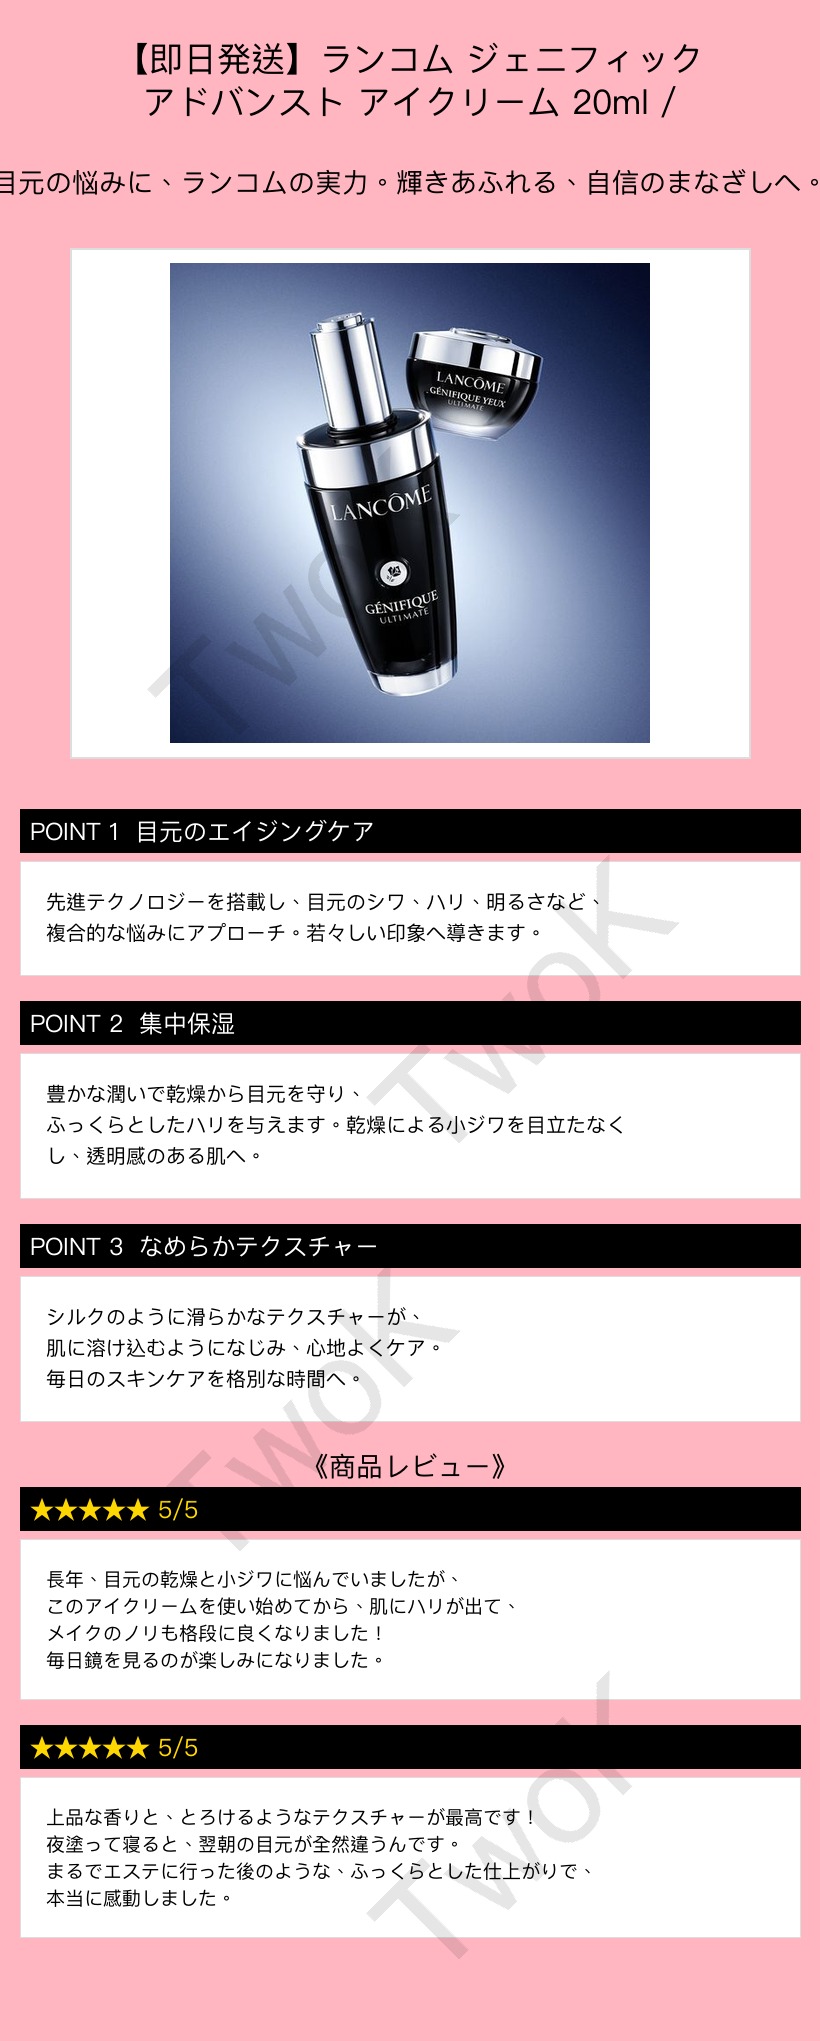 【即日発送】ランコム ジェニフィック
アドバンスト アイクリーム 20ml /
目元の悩みに、ランコムの実力。輝きあふれる、自信のまなざしへ。
LANCÔME
GÉNIFIQUE YEUX
ULTIMATE
LANCÔME
GÉNIFIQUE
ULTIMATE
TwoK
POINT 1 目元のエイジングケア
先進テクノロジーを搭載し、目元のシワ、ハリ、明るさなど、
複合的な悩みにアプローチ。若々しい印象へ導きます。
TwoK
POINT 2 集中保湿
豊かな潤いで乾燥から目元を守り、
ふっくらとしたハリを与えます。乾燥による小ジワを目立たなく
し、透明感のある肌へ。
POINT 3 なめらかテクスチャー
シルクのように滑らかなテクスチャーが、
肌に溶け込むようになじみ、心地よくケア。
毎日のスキンケアを格別な時間へ。
TwoK
《商品レビュー》
★★★★★ 5/5
長年、目元の乾燥と小ジワに悩んでいましたが、
このアイクリームを使い始めてから、肌にハリが出て、
メイクのノリも格段に良くなりました！
毎日鏡を見るのが楽しみになりました。
★★★★★ 5/5
上品な香りと、とろけるようなテクスチャーが最高です！
夜塗って寝ると、翌朝の目元が全然違うんです。
まるでエステに行った後のような、ふっくらとした仕上がりで、
本当に感動しました。
TwoK